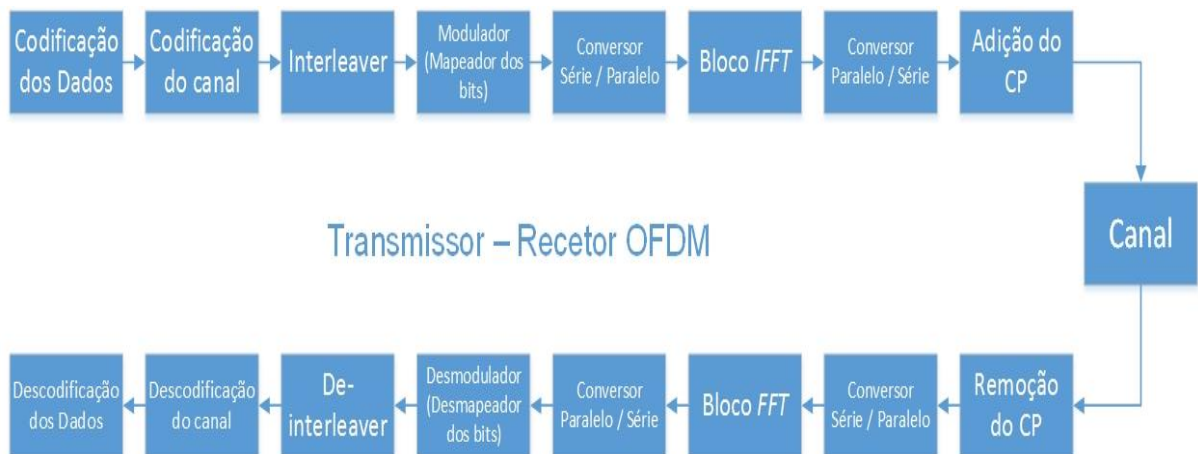 Codificação
dos Dados
Codificação
do canal
Interleaver
Modulador
(Mapeador dos
bits)
Conversor
Série / Paralelo
Bloco IFFT
Conversor
Paralelo / Série
Adição do
CP
Canal
Transmissor – Recetor OFDM
Descodificação
dos Dados
Descodificação
do canal
De-
interleaver
Desmodulador
(Desmapeador
dos bits)
Conversor
Paralelo / Série
Bloco FFT
Conversor
Série / Paralelo
Remoção
do CP